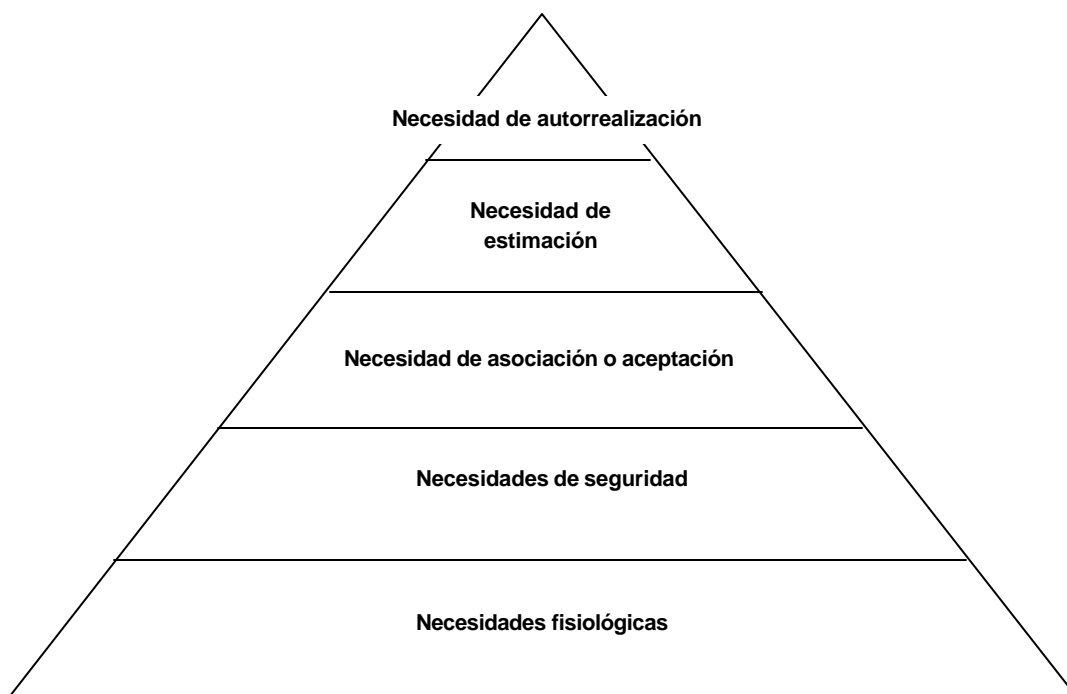 Necesidad de autorrealización
Necesidad de
estimación
Necesidad de asociación o aceptación
Necesidades de seguridad
Necesidades fisiológicas